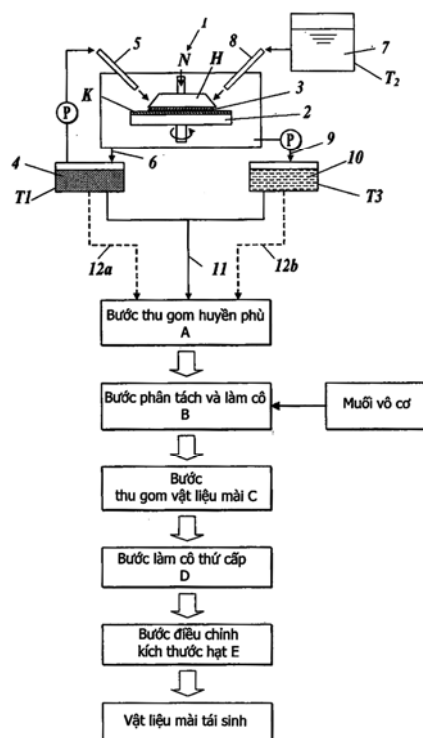 1
5
N
H
8
7
T2
K
3
2
P
P
4
6
9
10
T1
T3
12a
11
12b
Bước thu gom huyền phù
A
Bước phân tách và làm cô
B
Muối vô cơ
Bước
thu gom vật liệu mài C
Bước làm cô thứ cấp
D
Bước điều chỉnh
kích thước hạt E
Vật liệu mài tái sinh